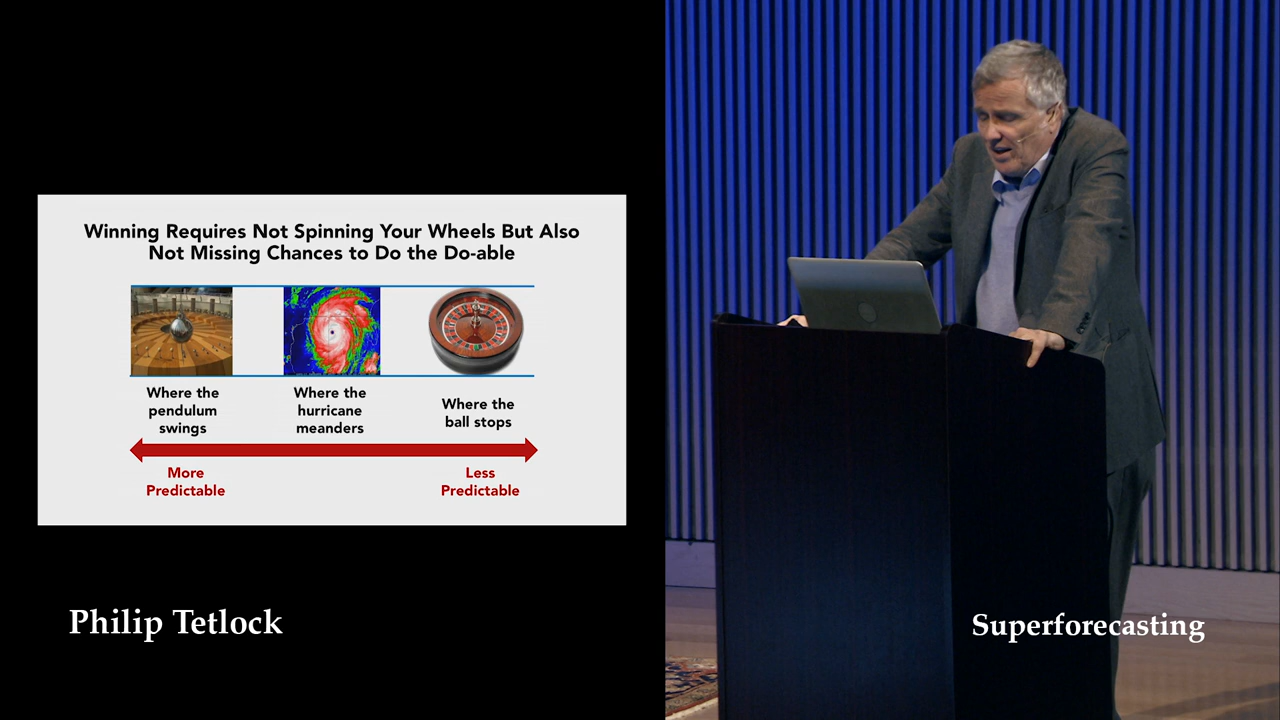 Winning Requires Not Spinning Your Wheels But Also
Not Missing Chances to Do the Do-able
Where the
pendulum
swings
Where the
hurricane
meanders
Where the
ball stops
More
Predictable
Less
Predictable
Philip Tetlock
Superforecasting